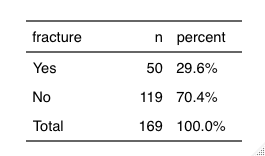 fracture n percent
Yes 50 29.6%
No 119 70.4%
Total 169 100.0%